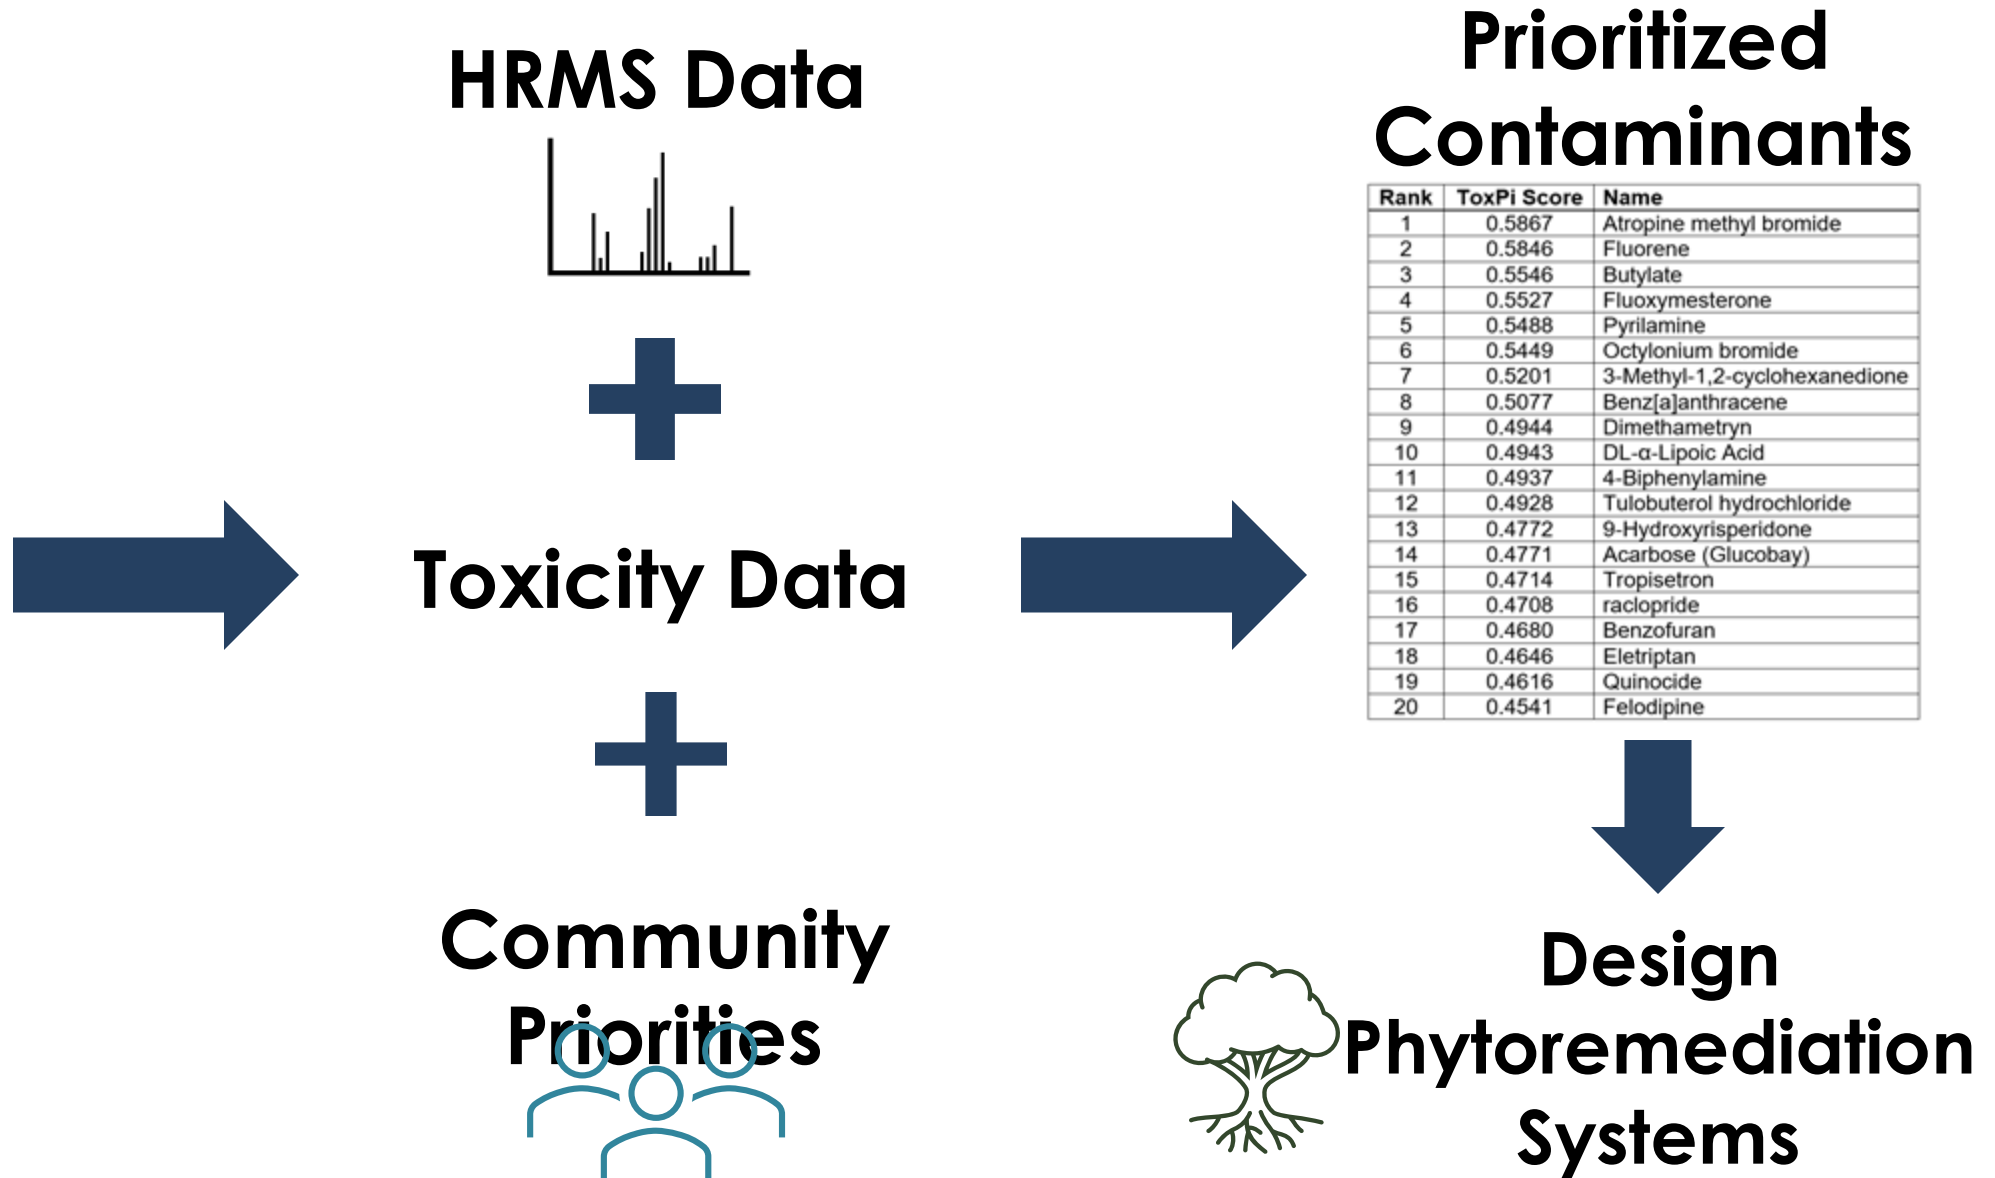 HRMS Data
Toxicity Data
Community
Priorities
Prioritized
Contaminants
Rank ToxPi Score Name
1 0.5867 Atropine methyl bromide
2 0.5846 Fluorene
3 0.5546 Butylate
4 0.5527 Fluoxymesterone
5 0.5488 Pyrilamine
6 0.5449 Octylonium bromide
7 0.5201 3-Methyl-1,2-cyclohexanedione
8 0.5077 Benz[a]anthracene
9 0.4944 Dimethametryn
10 0.4943 DL-α-Lipoic Acid
11 0.4937 4-Biphenylamine
12 0.4928 Tulobuterol hydrochloride
13 0.4772 9-Hydroxyrisperidone
14 0.4771 Acarbose (Glucobay)
15 0.4714 Tropisetron
16 0.4708 raclopride
17 0.4680 Benzofuran
18 0.4646 Eletriptan
19 0.4616 Quinocide
20 0.4541 Felodipine
Design
Phytoremediation
Systems